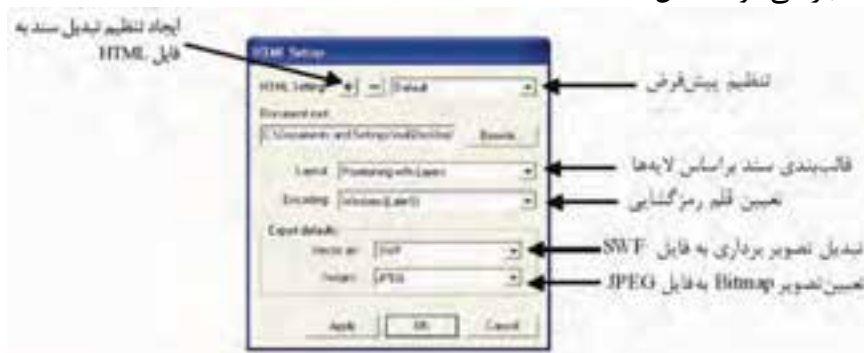 ایجاد تنظیم تبدیل سند به
فایل HTML
HTML Setups
HTML Setting: + - Default
تنظیم پیش‌فرض
Document root:
Browse...
Layout: Positioning with Layers
قالب‌بندی سند براساس لایه‌ها
Encoding:
تعیین قلم رمزگشایی
Export defaults
SWF
تبدیل تصویر برداری به فایل SWF
Images: JPEG
تعیین تصویر Bitmap به‌فایل JPEG
Apply OK Cancel